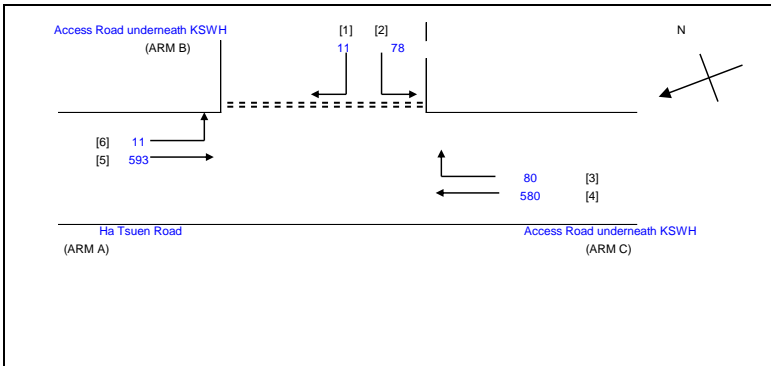 Access Road underneath KSWH [1] [2] N
(ARM B) 11 78
[6] 11
[5] 593
80 [3]
580 [4]
Ha Tsuen Road Access Road underneath KSWH
(ARM A) (ARM C)